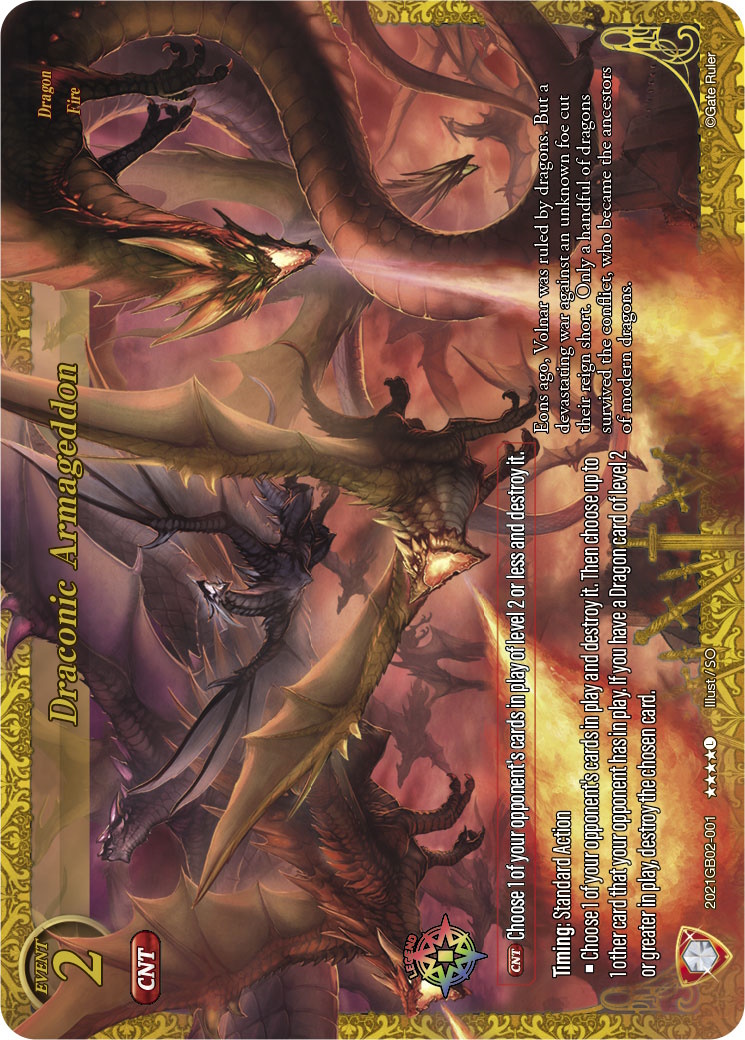 EVENT
2
Draconic Armageddon
Dragon
Fire
CNT
LEGEND
CNT Choose 1 of your opponent's cards in play of level 2 or less and destroy it.
Timing: Standard Action
▪ Choose 1 of your opponent's cards in play and destroy it. Then choose up to
1 other card that your opponent has in play. If you have a Dragon card of level 2
or greater in play, destroy the chosen card.
Eons ago, Volnar was ruled by dragons. But a
devastating war against an unknown foe cut
their reign short. Only a handful of dragons
survived the conflict, who became the ancestors
of modern dragons.
2021GB02-001 ★★★★L Illust/SO
©Gate Ruler